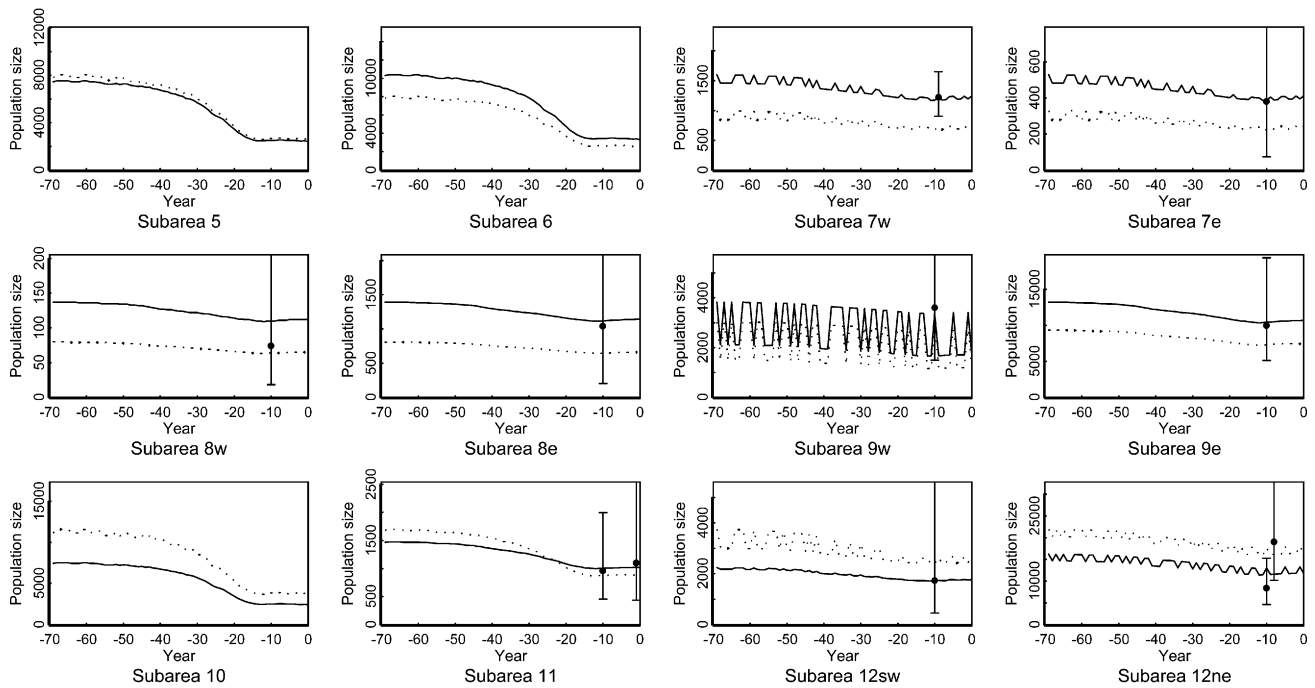 Population size
0 4000 8000 12000
-70 -60 -50 -40 -30 -20 -10 0
Year
Subarea 5
Population size
0 4000 10000
-70 -60 -50 -40 -30 -20 -10 0
Year
Subarea 6
Population size
0 500 1500
-70 -60 -50 -40 -30 -20 -10 0
Year
Subarea 7w
Population size
0 200 400 600
-70 -60 -50 -40 -30 -20 -10 0
Year
Subarea 7e
Population size
0 50 100 150 200
-70 -60 -50 -40 -30 -20 -10 0
Year
Subarea 8w
Population size
0 500 1500
-70 -60 -50 -40 -30 -20 -10 0
Year
Subarea 8e
Population size
0 2000 4000
-70 -60 -50 -40 -30 -20 -10 0
Year
Subarea 9w
Population size
0 5000 15000
-70 -60 -50 -40 -30 -20 -10 0
Year
Subarea 9e
Population size
0 5000 15000
-70 -60 -50 -40 -30 -20 -10 0
Year
Subarea 10
Population size
0 500 1500 2500
-70 -60 -50 -40 -30 -20 -10 0
Year
Subarea 11
Population size
0 2000 4000
-70 -60 -50 -40 -30 -20 -10 0
Year
Subarea 12sw
Population size
0 10000 25000
-70 -60 -50 -40 -30 -20 -10 0
Year
Subarea 12ne